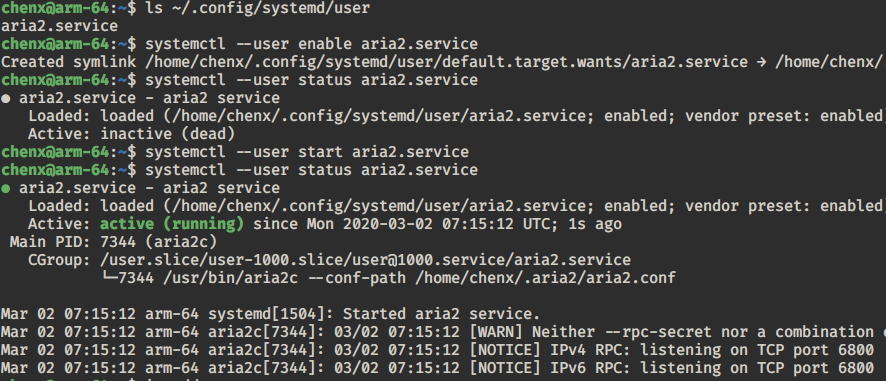 chenx@arm-64:~$ ls ~/.config/systemd/user
aria2.service
chenx@arm-64:~$ systemctl --user enable aria2.service
Created symlink /home/chenx/.config/systemd/user/default.target.wants/aria2.service → /home/chenx/
chenx@arm-64:~$ systemctl --user status aria2.service
● aria2.service - aria2 service
Loaded: loaded (/home/chenx/.config/systemd/user/aria2.service; enabled; vendor preset: enabled)
Active: inactive (dead)
chenx@arm-64:~$ systemctl --user start aria2.service
chenx@arm-64:~$ systemctl --user status aria2.service
● aria2.service - aria2 service
Loaded: loaded (/home/chenx/.config/systemd/user/aria2.service; enabled; vendor preset: enabled)
Active: active (running) since Mon 2020-03-02 07:15:12 UTC; 1s ago
Main PID: 7344 (aria2c)
CGroup: /user.slice/user-1000.slice/user@1000.service/aria2.service
└─7344 /usr/bin/aria2c --conf-path /home/chenx/.aria2/aria2.conf
Mar 02 07:15:12 arm-64 systemd[1504]: Started aria2 service.
Mar 02 07:15:12 arm-64 aria2c[7344]: 03/02 07:15:12 [WARN] Neither --rpc-secret nor a combination
Mar 02 07:15:12 arm-64 aria2c[7344]: 03/02 07:15:12 [NOTICE] IPv4 RPC: listening on TCP port 6800
Mar 02 07:15:12 arm-64 aria2c[7344]: 03/02 07:15:12 [NOTICE] IPv6 RPC: listening on TCP port 6800